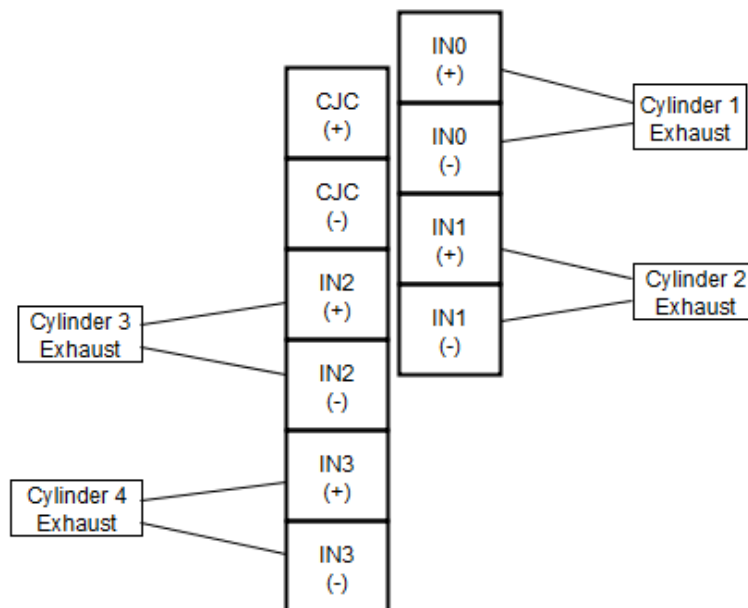 IN0
(+)
IN0
(-)
IN1
(+)
IN1
(-)
Cylinder 1
Exhaust
Cylinder 2
Exhaust
CJC
(+)
CJC
(-)
IN2
(+)
IN2
(-)
IN3
(+)
IN3
(-)
Cylinder 3
Exhaust
Cylinder 4
Exhaust